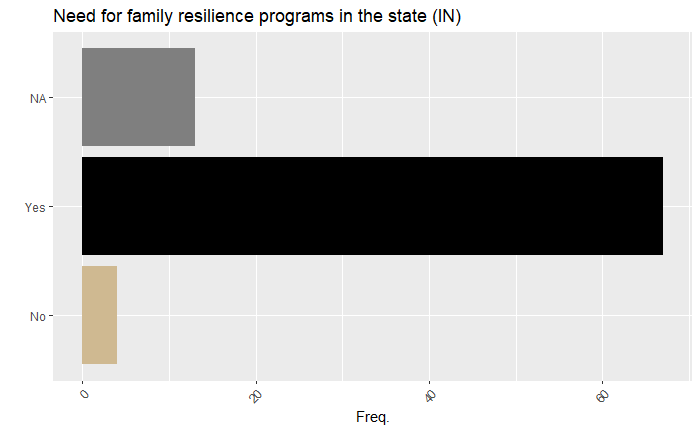 Need for family resilience programs in the state (IN)
NA
Yes
No
0
20
40
60
Freq.